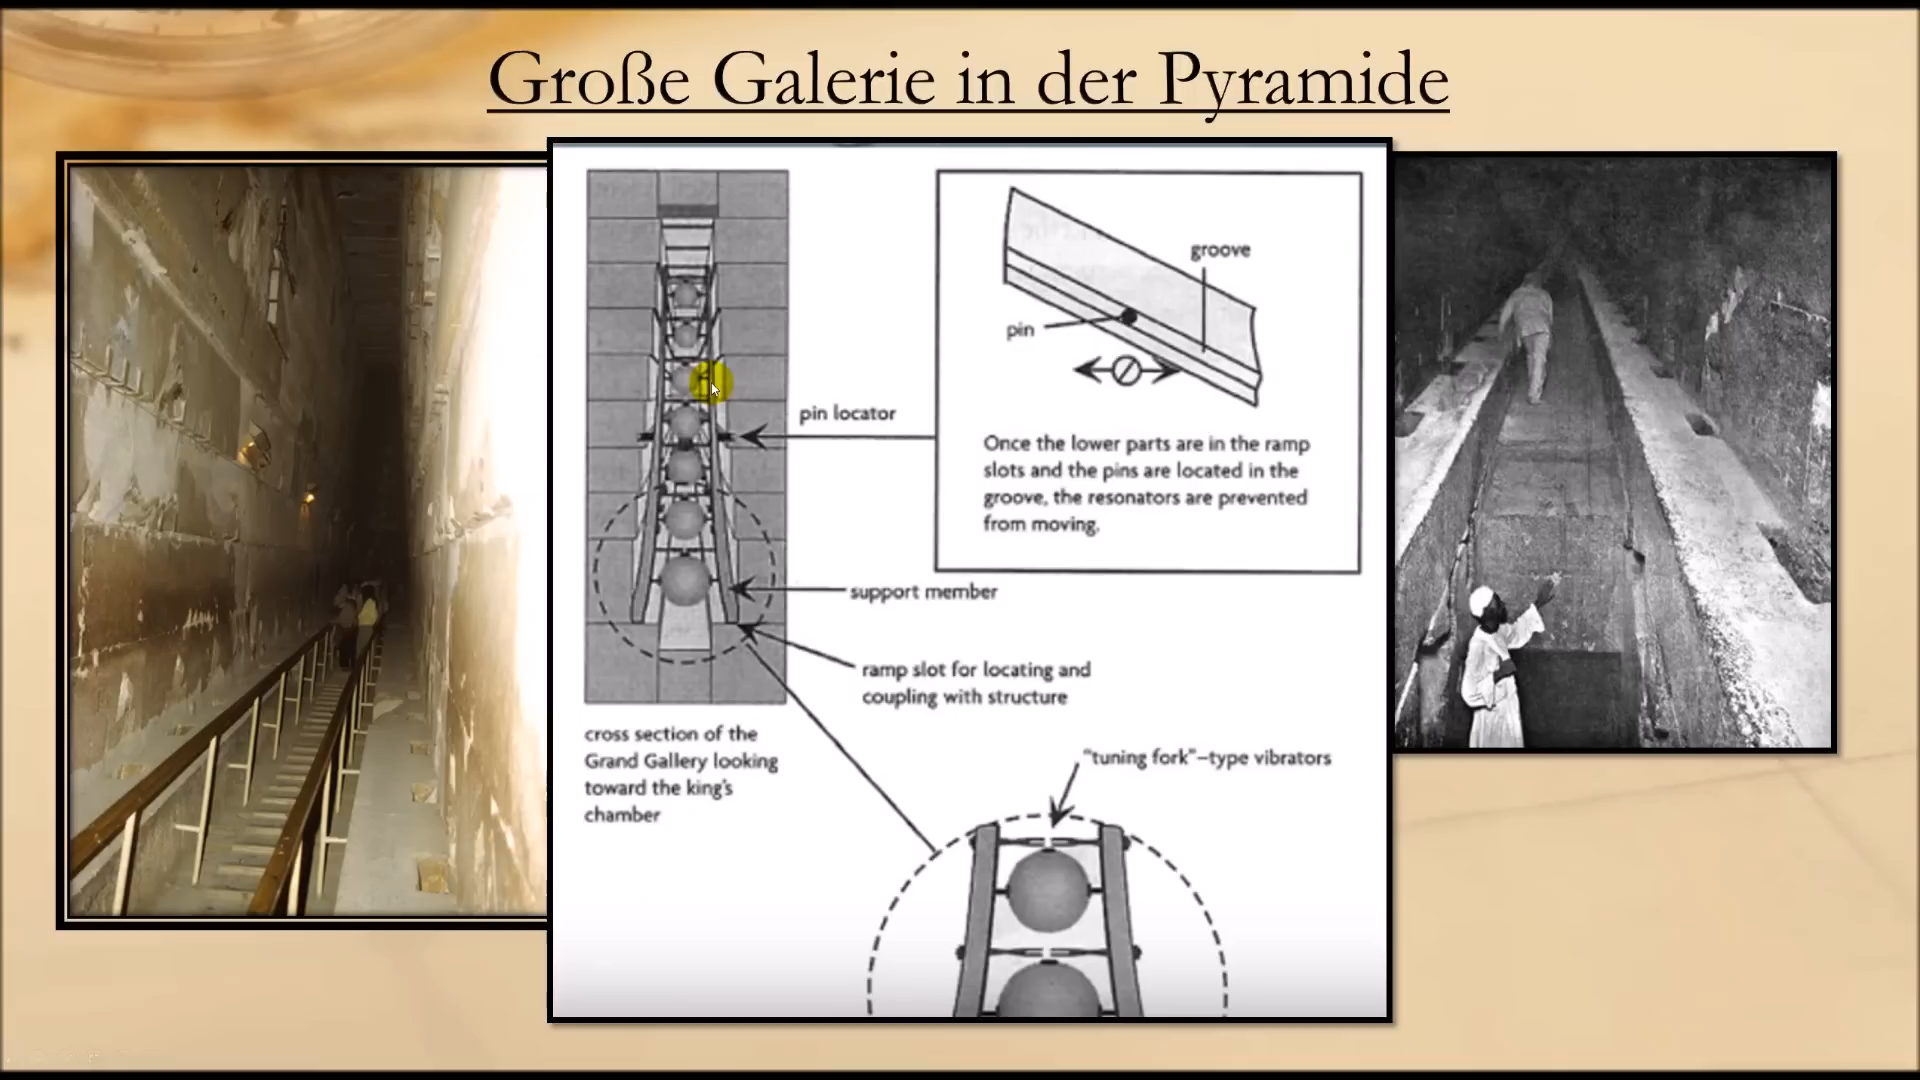 Große Galerie in der Pyramide
groove
pin
pin locator
Once the lower parts are in the ramp
slots and the pins are located in the
groove, the resonators are prevented
from moving.
support member
ramp slot for locating and
coupling with structure
cross section of the
Grand Gallery looking
toward the king's
chamber
"tuning fork"–type vibrators